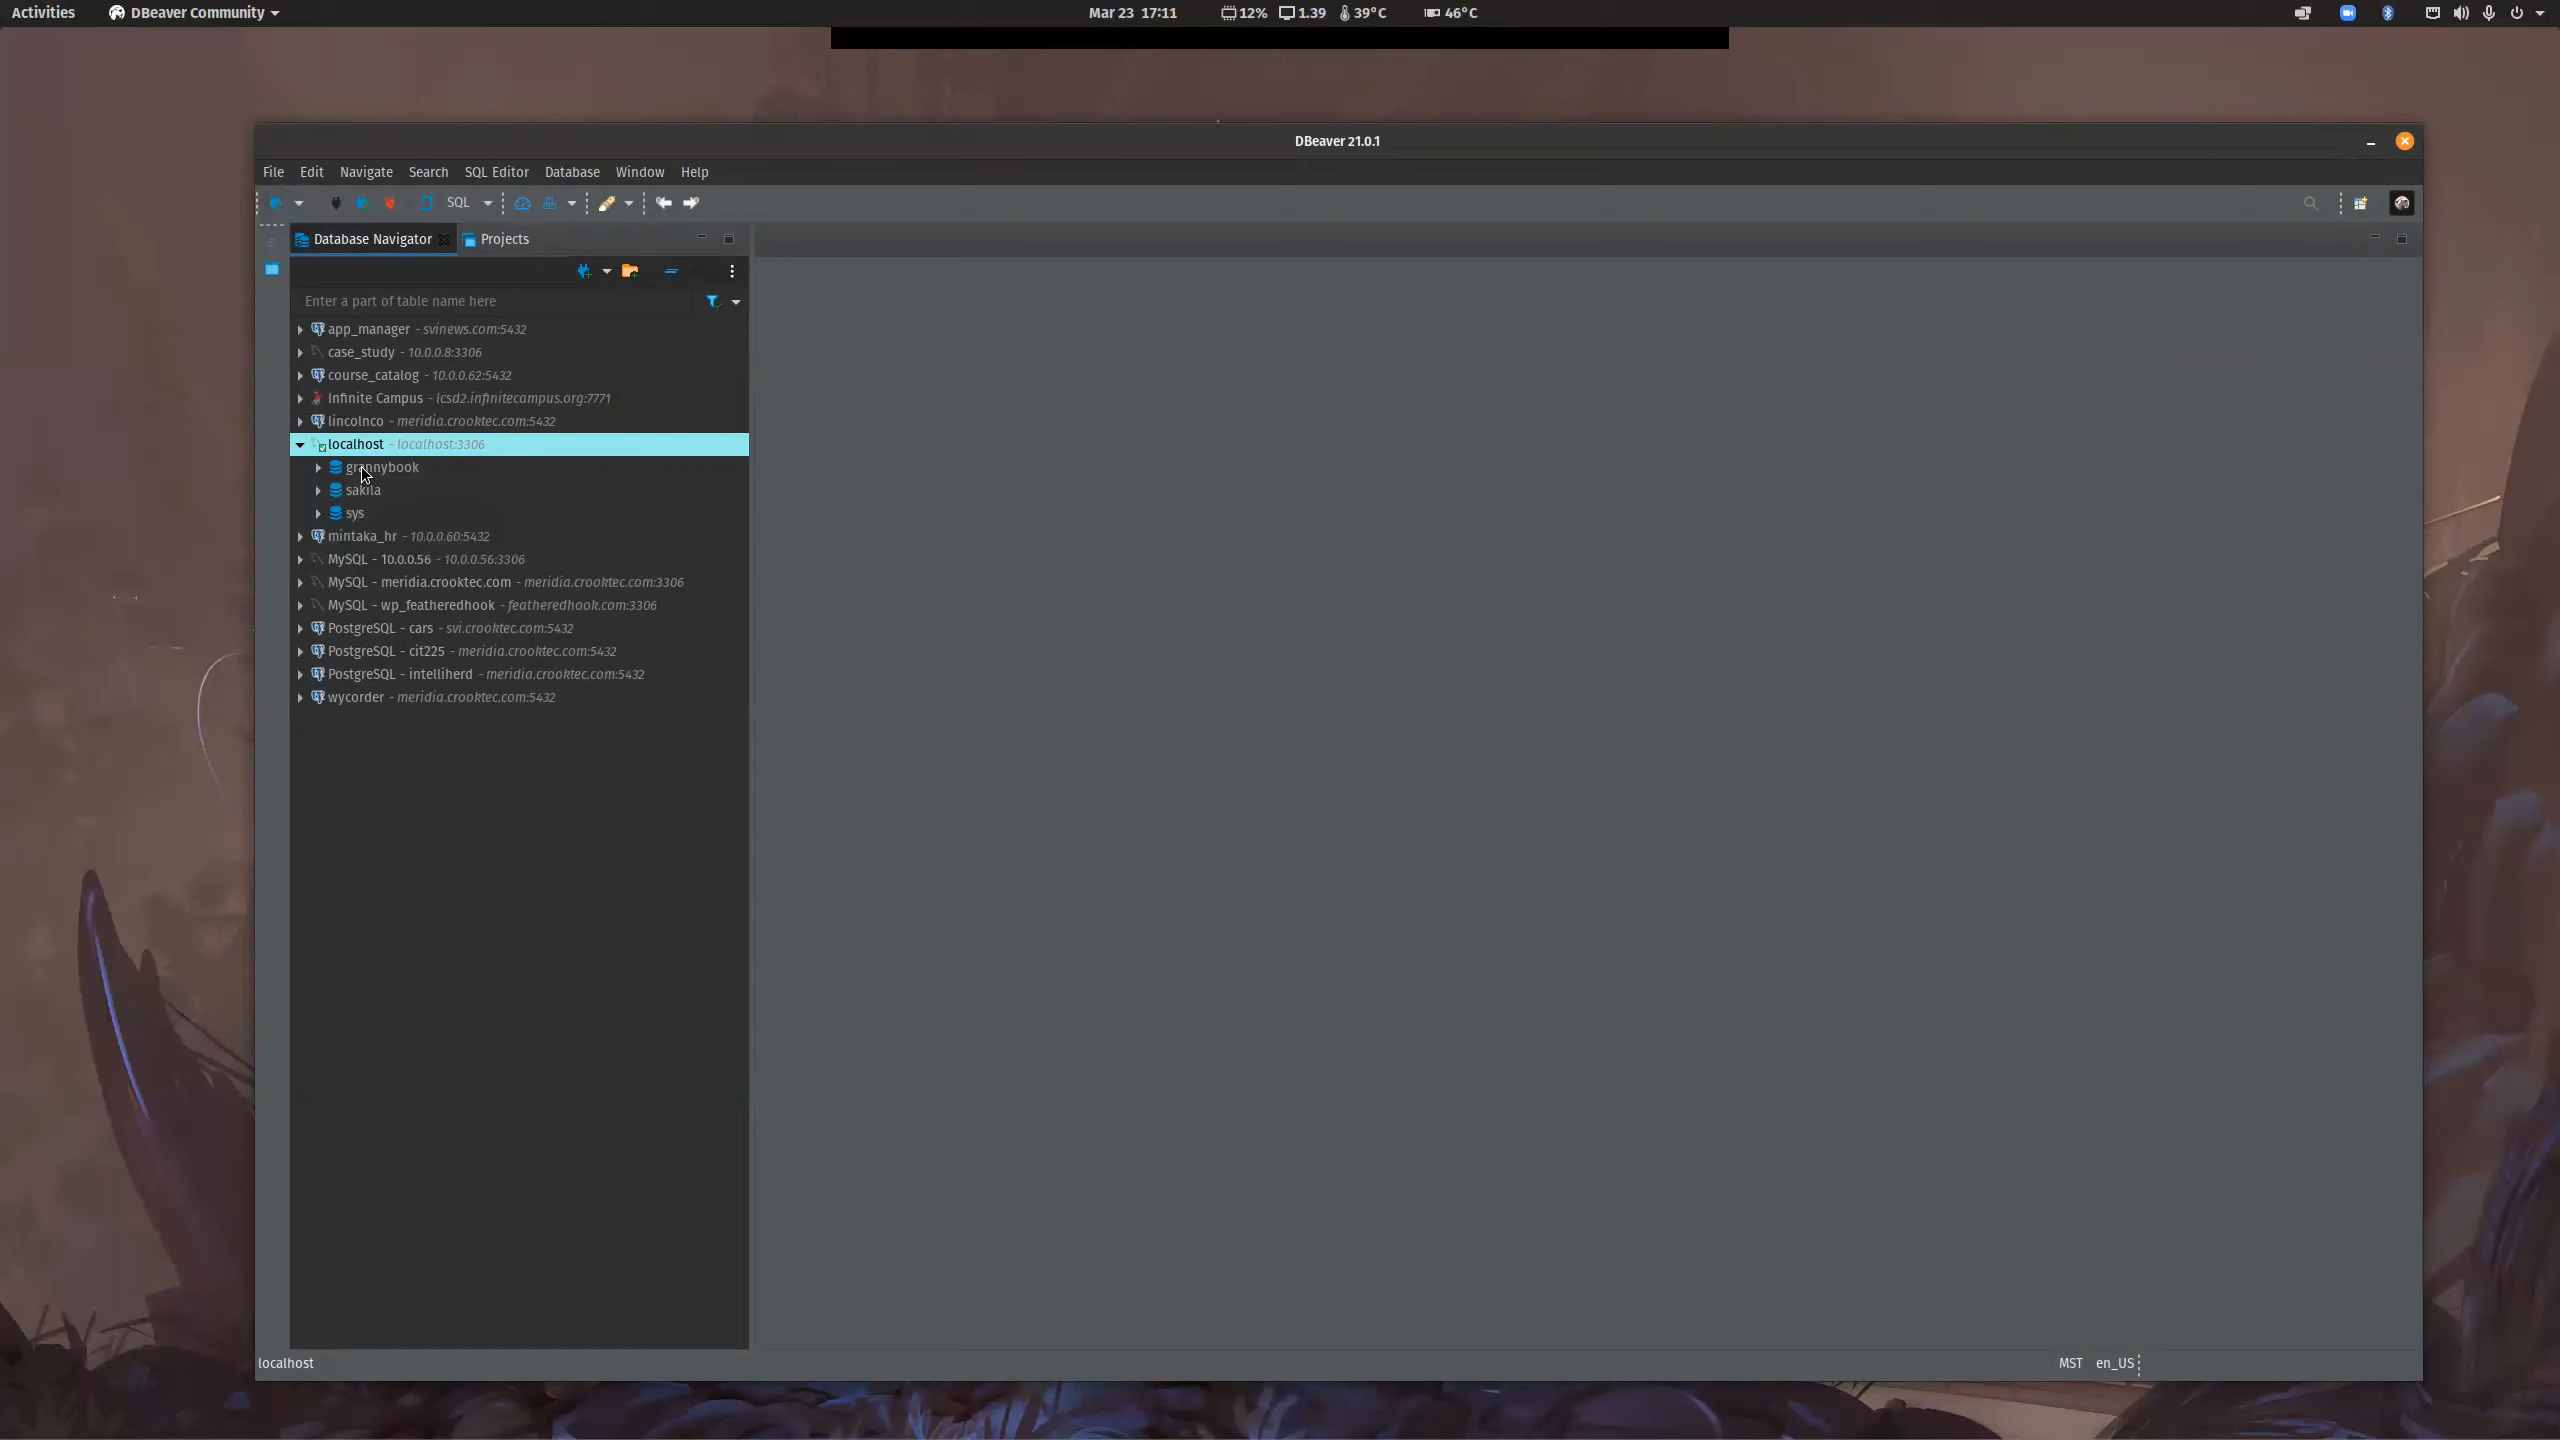 Activities DBeaver Community Mar 23 17:11 12% 1.39 39°C 46°C
DBeaver 21.0.1
File Edit Navigate Search SQL Editor Database Window Help
SQL
Database Navigator Projects
Enter a part of table name here
app_manager - svinews.com:5432
case_study - 10.0.0.8:3306
course_catalog - 10.0.0.62:5432
Infinite Campus - lcsd2.infinitecampus.org:7771
lincolnco - meridia.crooktec.com:5432
localhost - localhost:3306
grannybook
sakila
sys
mintaka_hr - 10.0.0.60:5432
MySQL - 10.0.0.56 - 10.0.0.56:3306
MySQL - meridia.crooktec.com - meridia.crooktec.com:3306
MySQL - wp_featheredhook - featheredhook.com:3306
PostgreSQL - cars - svi.crooktec.com:5432
PostgreSQL - cit225 - meridia.crooktec.com:5432
PostgreSQL - intelliherd - meridia.crooktec.com:5432
wycorder - meridia.crooktec.com:5432
localhost MST en_US